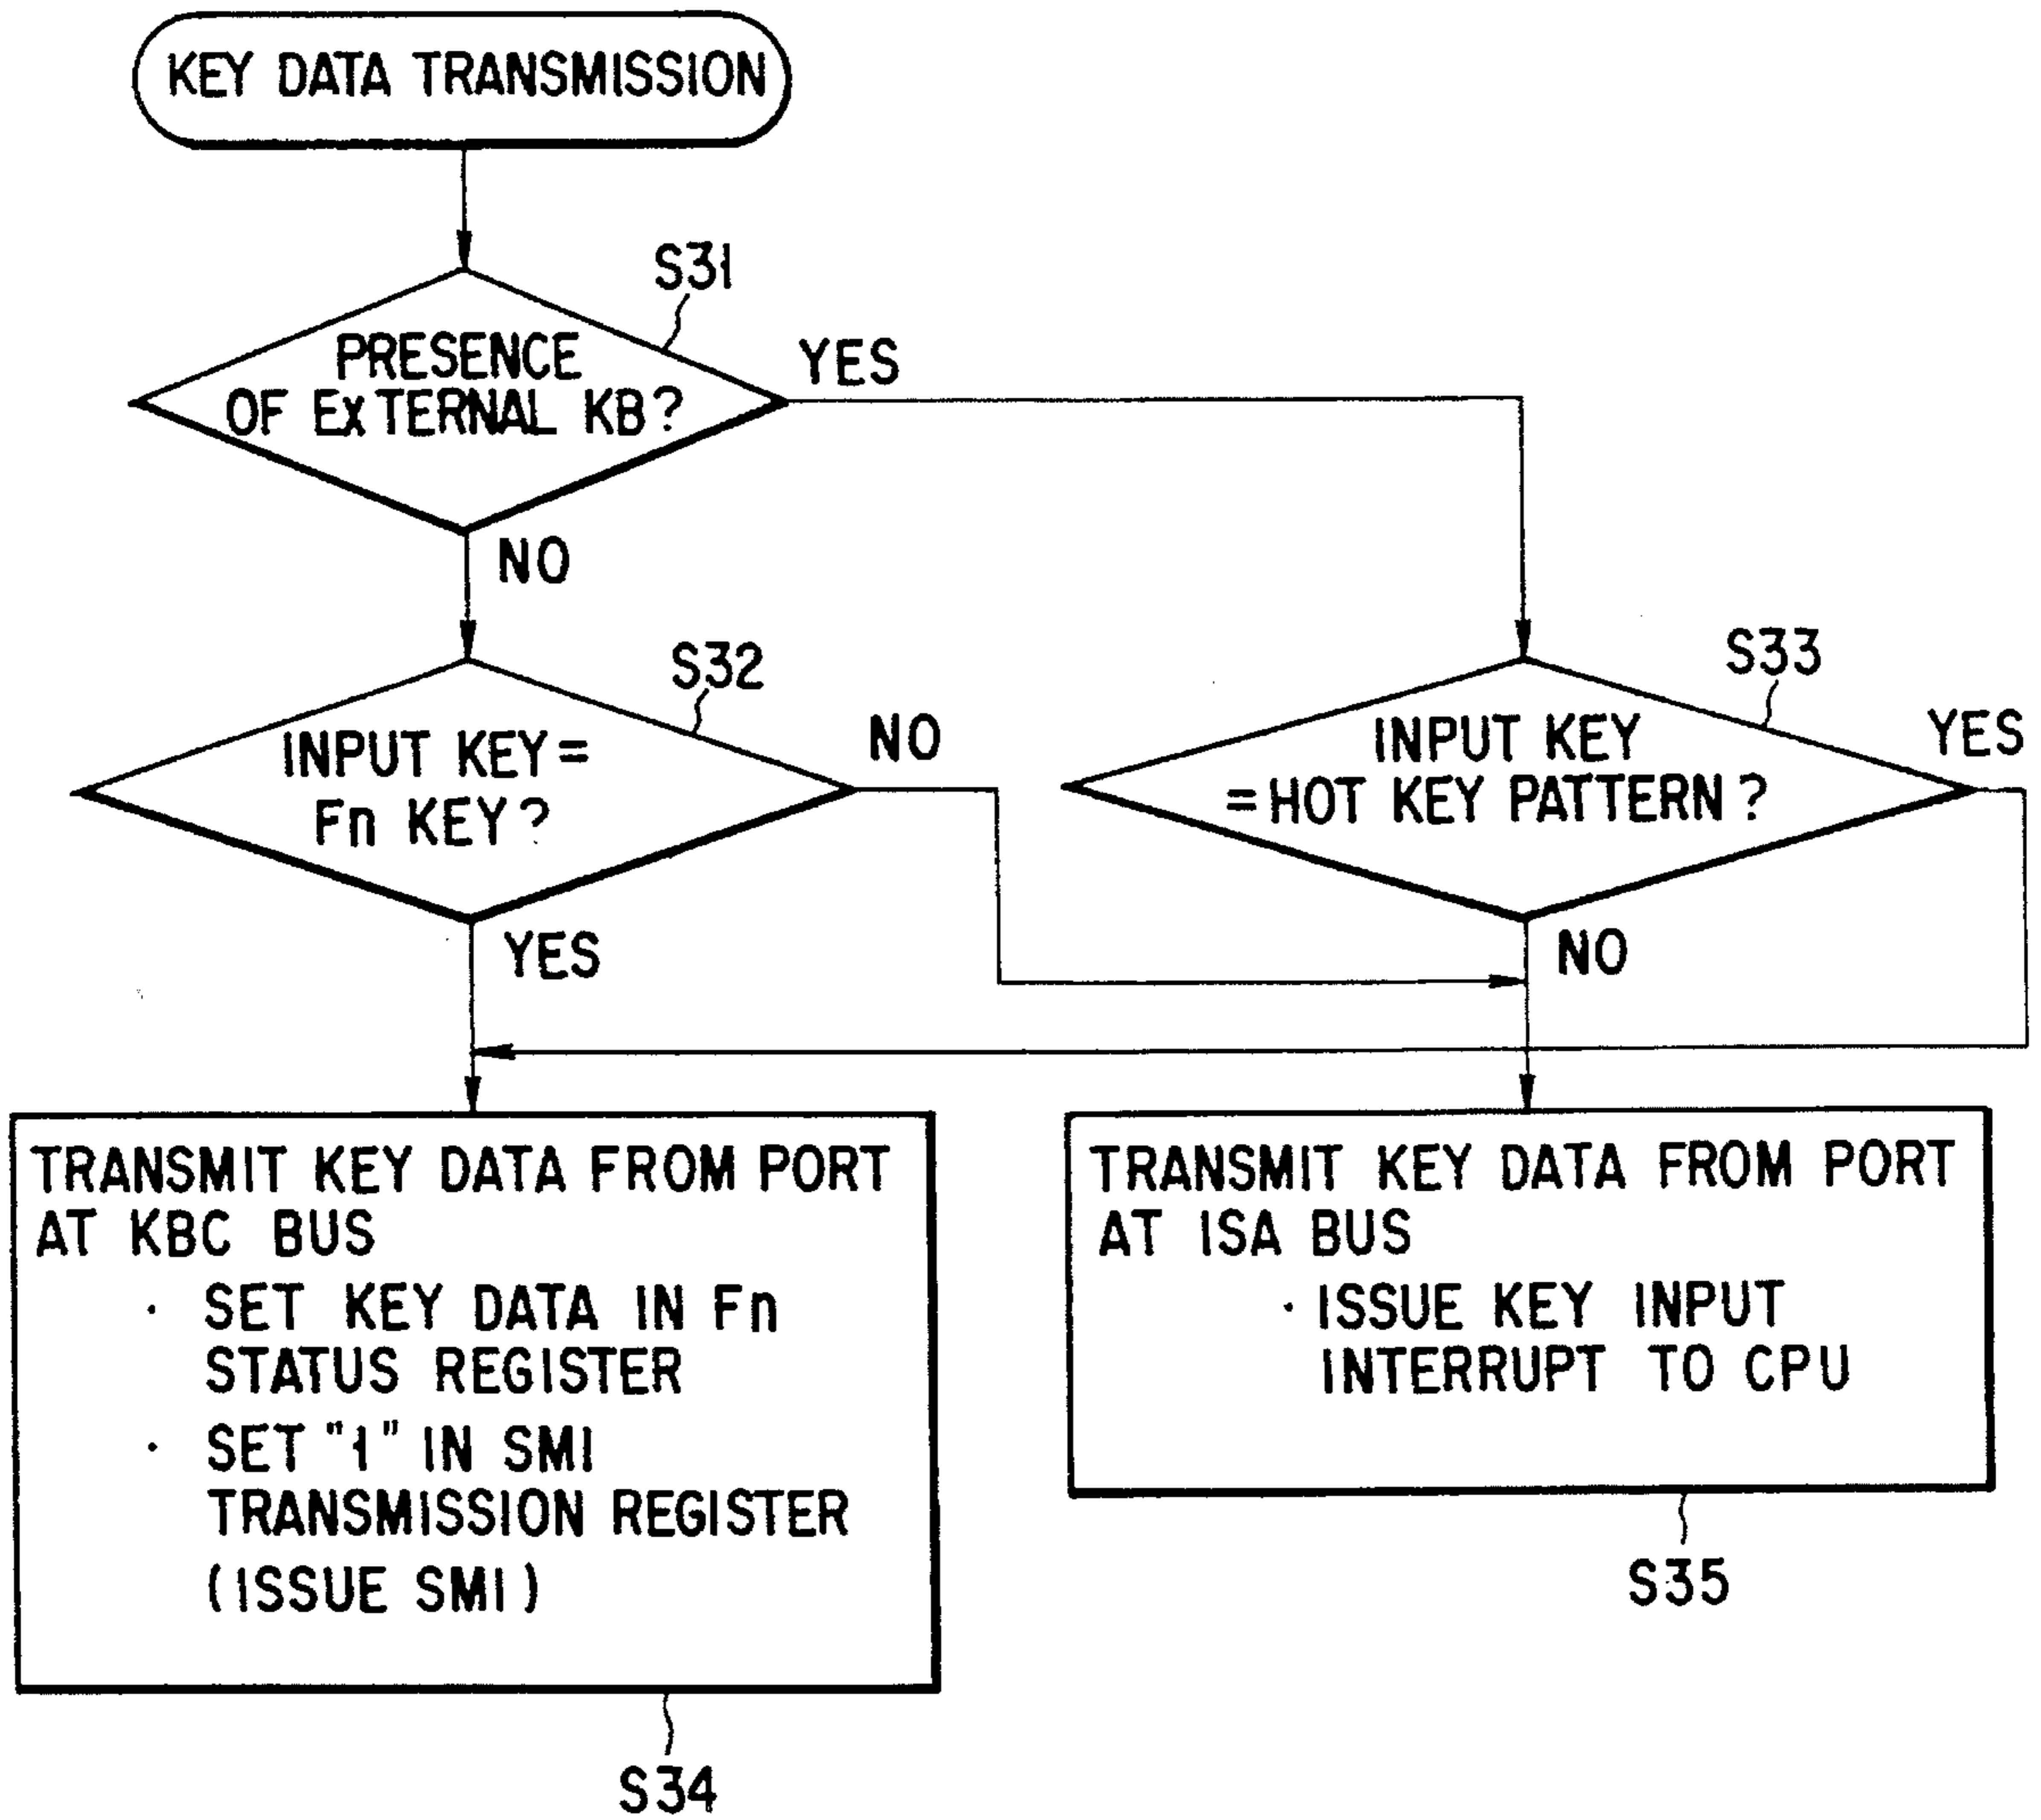 KEY DATA TRANSMISSION
S31
PRESENCE
OF EXTERNAL KB?
YES
NO
S32
INPUT KEY=
Fn KEY?
NO
YES
S33
INPUT KEY
=HOT KEY PATTERN?
YES
NO
TRANSMIT KEY DATA FROM PORT
AT KBC BUS
· SET KEY DATA IN Fn
STATUS REGISTER
· SET "1" IN SMI
TRANSMISSION REGISTER
(ISSUE SMI)
S34
TRANSMIT KEY DATA FROM PORT
AT ISA BUS
· ISSUE KEY INPUT
INTERRUPT TO CPU
S35